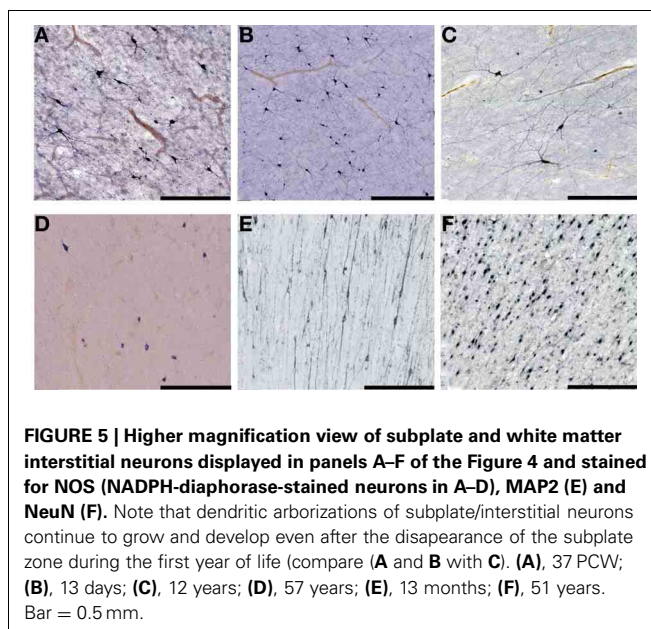 A
B
C
D
E
F
FIGURE 5 | Higher magnification view of subplate and white matter
interstitial neurons displayed in panels A–F of the Figure 4 and stained
for NOS (NADPH-diaphorase-stained neurons in A–D), MAP2 (E) and
NeuN (F). Note that dendritic arborizations of subplate/interstitial neurons
continue to grow and develop even after the disapearance of the subplate
zone during the first year of life (compare (A and B with C). (A), 37 PCW;
(B), 13 days; (C), 12 years; (D), 57 years; (E), 13 months; (F), 51 years.
Bar = 0.5 mm.